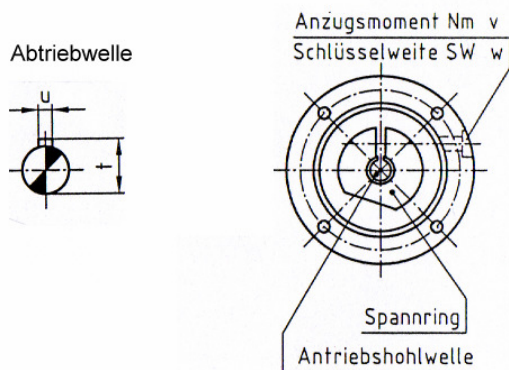 Anzugsmoment Nm v
Schlüsselweite SW w
Abtriebwelle
u
t
Spannring
Antriebshohlwelle